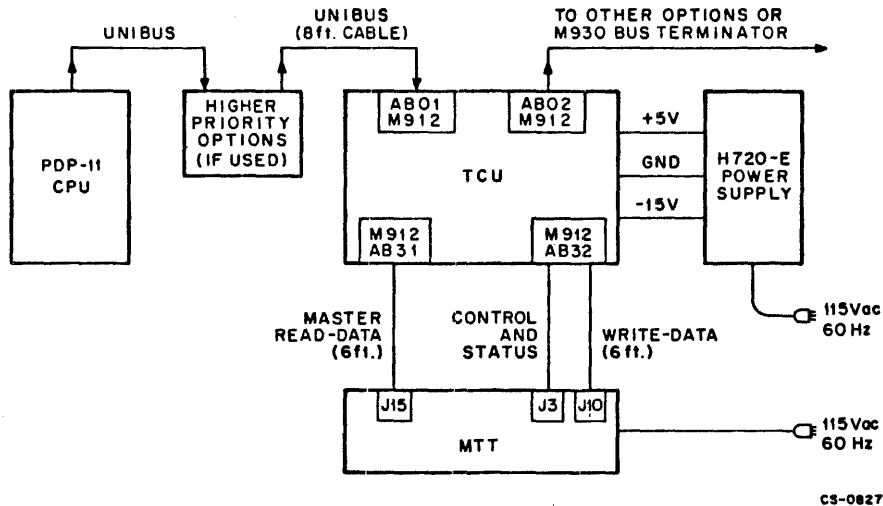 UNIBUS
UNIBUS
(8ft. CABLE)
TO OTHER OPTIONS OR
M930 BUS TERMINATOR
PDP-11
CPU
HIGHER
PRIORITY
OPTIONS
(IF USED)
AB01
M912
AB02
M912
TCU
M912
AB31
M912
AB32
+5V
GND
-15V
H720-E
POWER
SUPPLY
115Vac
60 Hz
MASTER
READ-DATA
(6ft.)
CONTROL
AND
STATUS
WRITE-DATA
(6ft.)
J15
J3
J10
MTT
115Vac
60 Hz
CS-0827